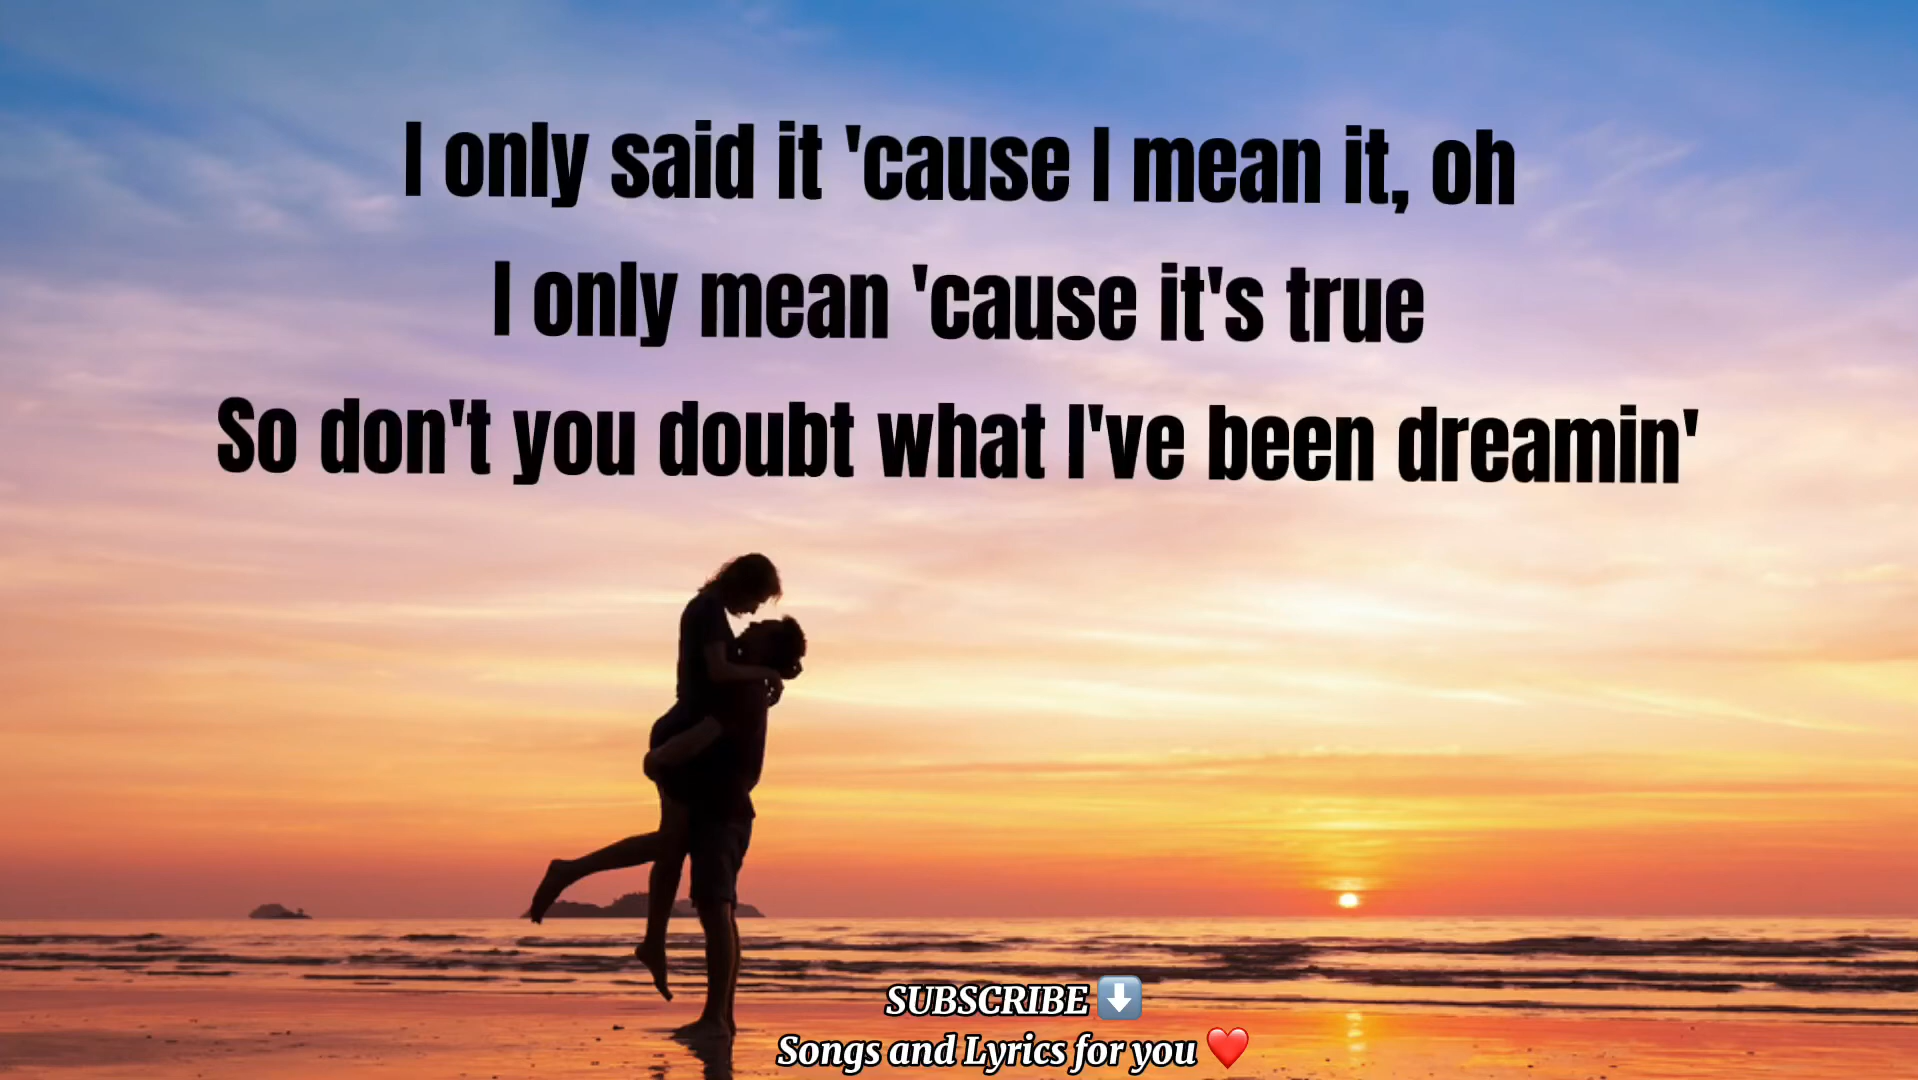 I only said it 'cause I mean it, oh
I only mean 'cause it's true
So don't you doubt what I've been dreamin'
SUBSCRIBE ⬇️
Songs and Lyrics for you ❤️